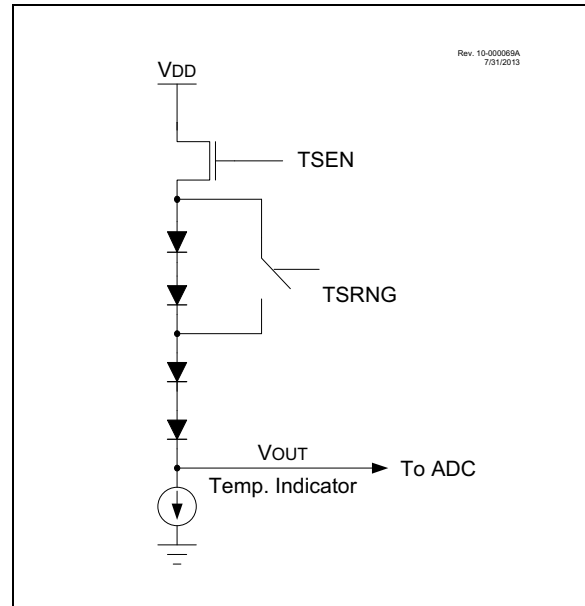 Rev. 10-000069A
7/31/2013
VDD
TSEN
TSRNG
VOUT
To ADC
Temp. Indicator